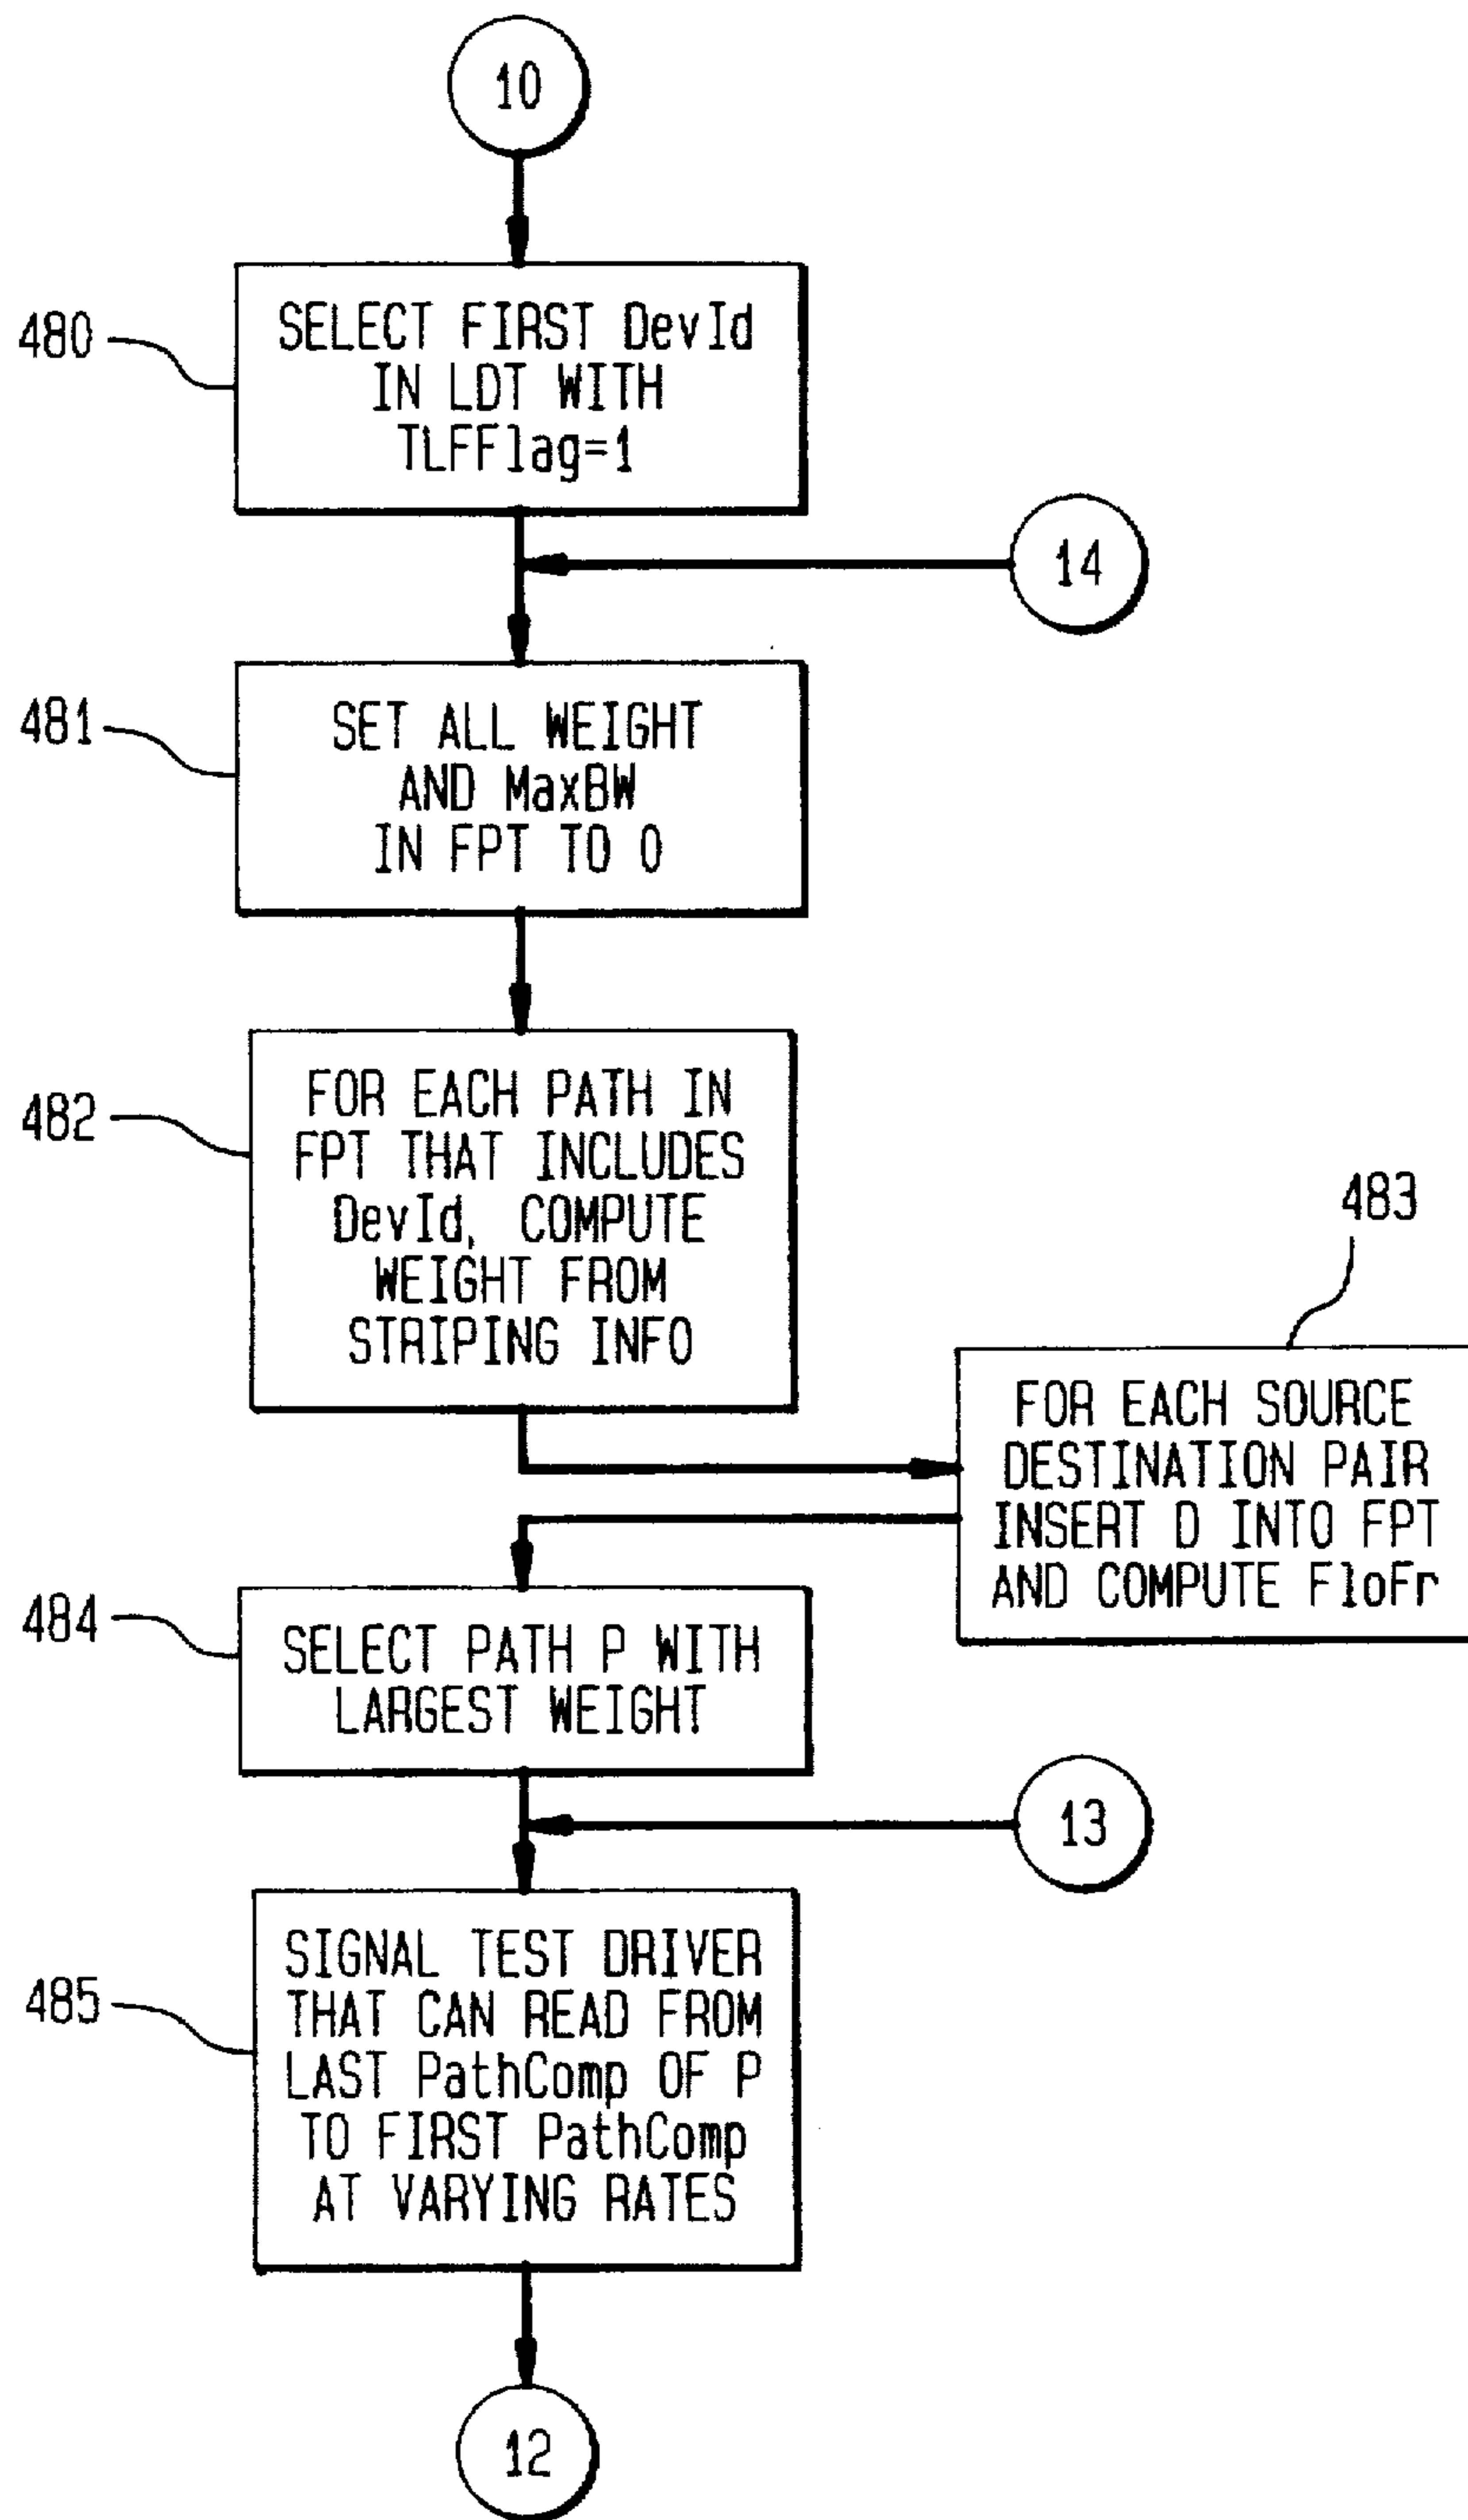 10
480
SELECT FIRST DevId
IN LDT WITH
TLFFlag=1
14
481
SET ALL WEIGHT
AND MaxBW
IN FPT TO 0
482
FOR EACH PATH IN
FPT THAT INCLUDES
DevId, COMPUTE
WEIGHT FROM
STRIPING INFO
483
FOR EACH SOURCE
DESTINATION PAIR
INSERT D INTO FPT
AND COMPUTE FloFr
484
SELECT PATH P WITH
LARGEST WEIGHT
13
485
SIGNAL TEST DRIVER
THAT CAN READ FROM
LAST PathComp OF P
TO FIRST PathComp
AT VARYING RATES
12